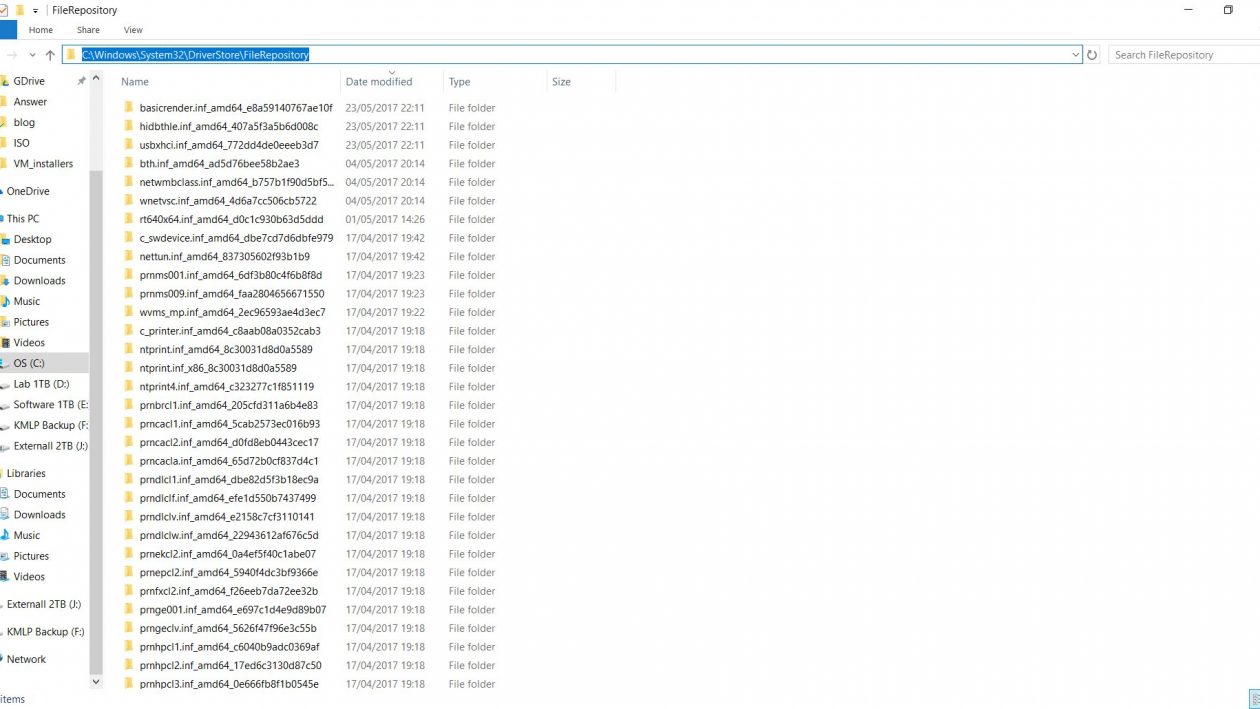 FileRepository
Home Share View
C:\Windows\System32\DriverStore\FileRepository
Search FileRepository
GDrive
Answer
blog
ISO
VM_installers
OneDrive
This PC
Desktop
Documents
Downloads
Music
Pictures
Videos
OS (C:)
Lab 1TB (D:)
Software 1TB (E:
KMLP Backup (F:
Externall 2TB (J:)
Libraries
Documents
Downloads
Music
Pictures
Videos
Externall 2TB (J:)
KMLP Backup (F:)
Network
Name Date modified Type Size
basicrender.inf_amd64_e8a59140767ae10f 23/05/2017 22:11 File folder
hidbthle.inf_amd64_407a5f3a5b6d008c 23/05/2017 22:11 File folder
usbxhci.inf_amd64_772dd4de0eeeb3d7 23/05/2017 22:11 File folder
bth.inf_amd64_ad5d76bee58b2ae3 04/05/2017 20:14 File folder
netwmbclass.inf_amd64_b757b1f90d5bf5... 04/05/2017 20:14 File folder
wnetvsc.inf_amd64_4d6a7cc506cb5722 04/05/2017 20:14 File folder
rt640x64.inf_amd64_d0c1c930b63d5ddd 01/05/2017 14:26 File folder
c_swdevice.inf_amd64_dbe7cd7d6dbfe979 17/04/2017 19:42 File folder
nettun.inf_amd64_837305602f93b1b9 17/04/2017 19:42 File folder
prnms001.inf_amd64_6df3b80c4f6b8f8d 17/04/2017 19:23 File folder
prnms009.inf_amd64_faa2804656671550 17/04/2017 19:23 File folder
wvms_mp.inf_amd64_2ec96593ae4d3ec7 17/04/2017 19:22 File folder
c_printer.inf_amd64_c8aab08a0352cab3 17/04/2017 19:18 File folder
ntprint.inf_amd64_8c30031d8d0a5589 17/04/2017 19:18 File folder
ntprint.inf_x86_8c30031d8d0a5589 17/04/2017 19:18 File folder
ntprint4.inf_amd64_c323277c1f851119 17/04/2017 19:18 File folder
prnbrcl1.inf_amd64_205cfd311a6b4e83 17/04/2017 19:18 File folder
prncacl1.inf_amd64_5cab2573ec016b93 17/04/2017 19:18 File folder
prncacl2.inf_amd64_d0fd8eb0443cec17 17/04/2017 19:18 File folder
prncacla.inf_amd64_65d72b0cf837d4c1 17/04/2017 19:18 File folder
prndlcl1.inf_amd64_dbe82d5f3b18ec9a 17/04/2017 19:18 File folder
prndlclf.inf_amd64_efe1d550b7437499 17/04/2017 19:18 File folder
prndlclv.inf_amd64_e2158c7cf3110141 17/04/2017 19:18 File folder
prndlclw.inf_amd64_22943612af676c5d 17/04/2017 19:18 File folder
prnekcl2.inf_amd64_0a4ef5f40c1abe07 17/04/2017 19:18 File folder
prnepcl2.inf_amd64_5940f4dc3bf9366e 17/04/2017 19:18 File folder
prnfxcl2.inf_amd64_f26eeb7da72ee32b 17/04/2017 19:18 File folder
prnge001.inf_amd64_e697c1d4e9d89b07 17/04/2017 19:18 File folder
prngeclv.inf_amd64_5626f47f96e3c55b 17/04/2017 19:18 File folder
prnhpcl1.inf_amd64_c6040b9adc0369af 17/04/2017 19:18 File folder
prnhpcl2.inf_amd64_17ed6c3130d87c50 17/04/2017 19:18 File folder
prnhpcl3.inf_amd64_0e666fb8f1b0545e 17/04/2017 19:18 File folder
items